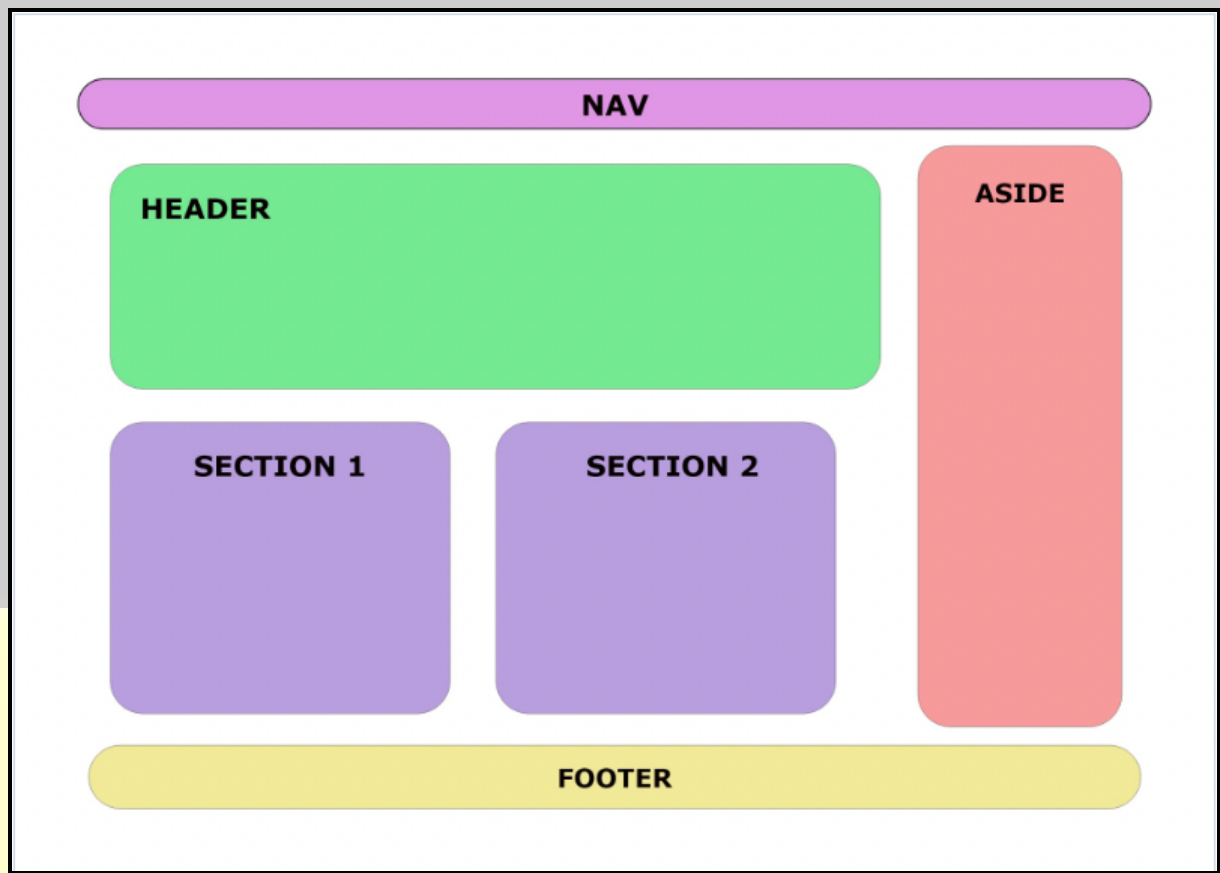 NAV
HEADER
ASIDE
SECTION 1
SECTION 2
FOOTER